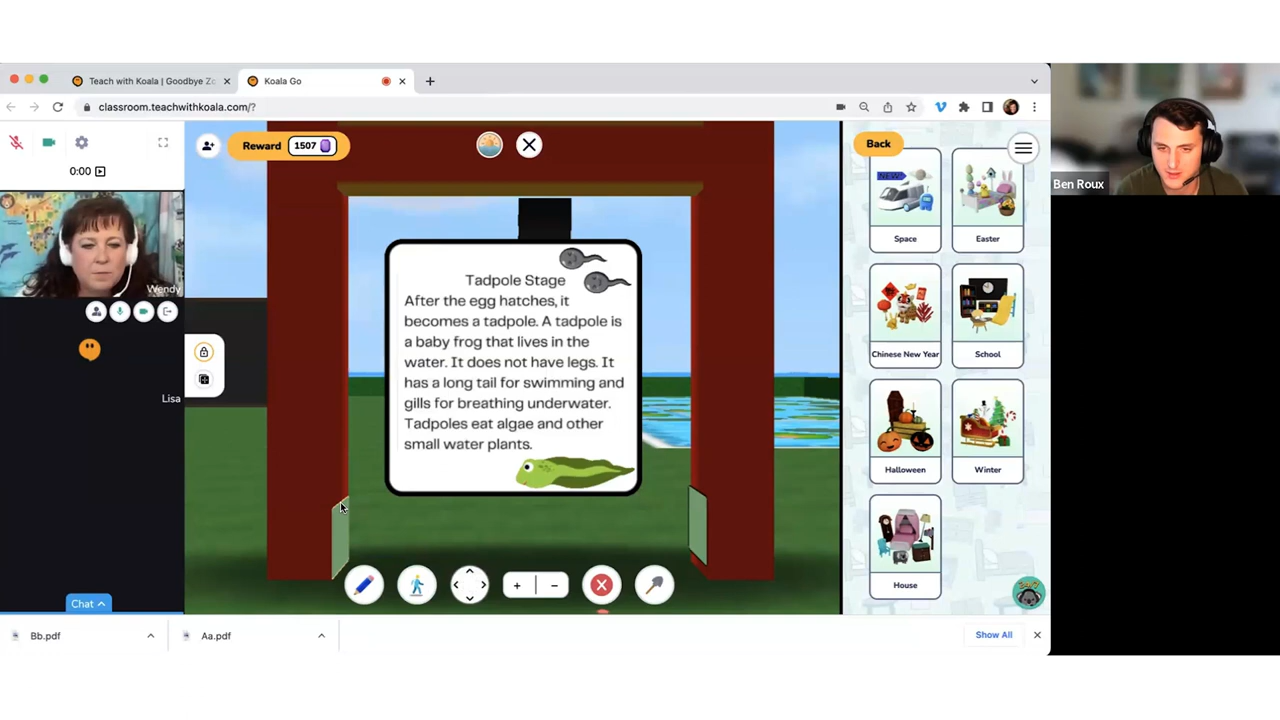 Teach with Koala | Goodbye Zo
Koala Go
classroom.teachwithkoala.com/?
0:00
Reward 1507
Back
Ben Roux
NEW!
Space
Easter
Wendy
Tadpole Stage
After the egg hatches, it
becomes a tadpole. A tadpole is
a baby frog that lives in the
water. It does not have legs. It
has a long tail for swimming and
gills for breathing underwater.
Tadpoles eat algae and other
small water plants.
Chinese New Year
School
Lisa
Halloween
Winter
House
+ -
Chat
Bb.pdf
Aa.pdf
Show All